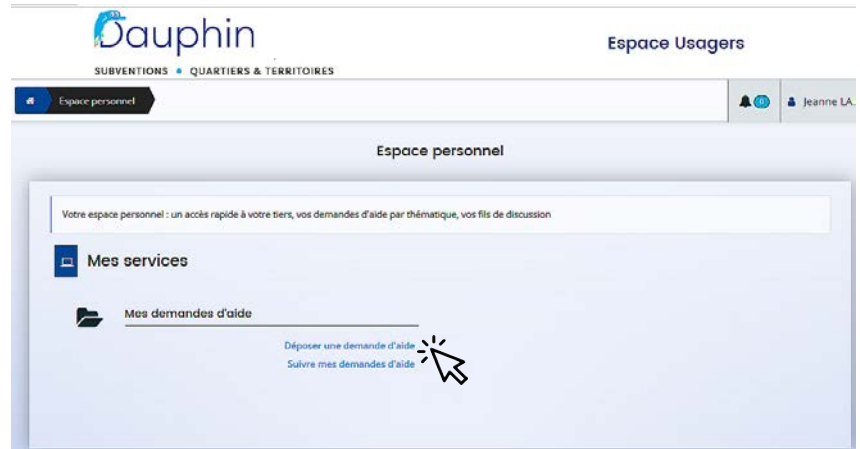 Dauphin
Espace Usagers
SUBVENTIONS • QUARTIERS & TERRITOIRES
Espace personnel
0
Jeanne LA.
Espace personnel
Votre espace personnel : un accès rapide à votre tiers, vos demandes d'aide par thématique, vos fils de discussion
Mes services
Mes demandes d'aide
Déposer une demande d'aide
Suivre mes demandes d'aide